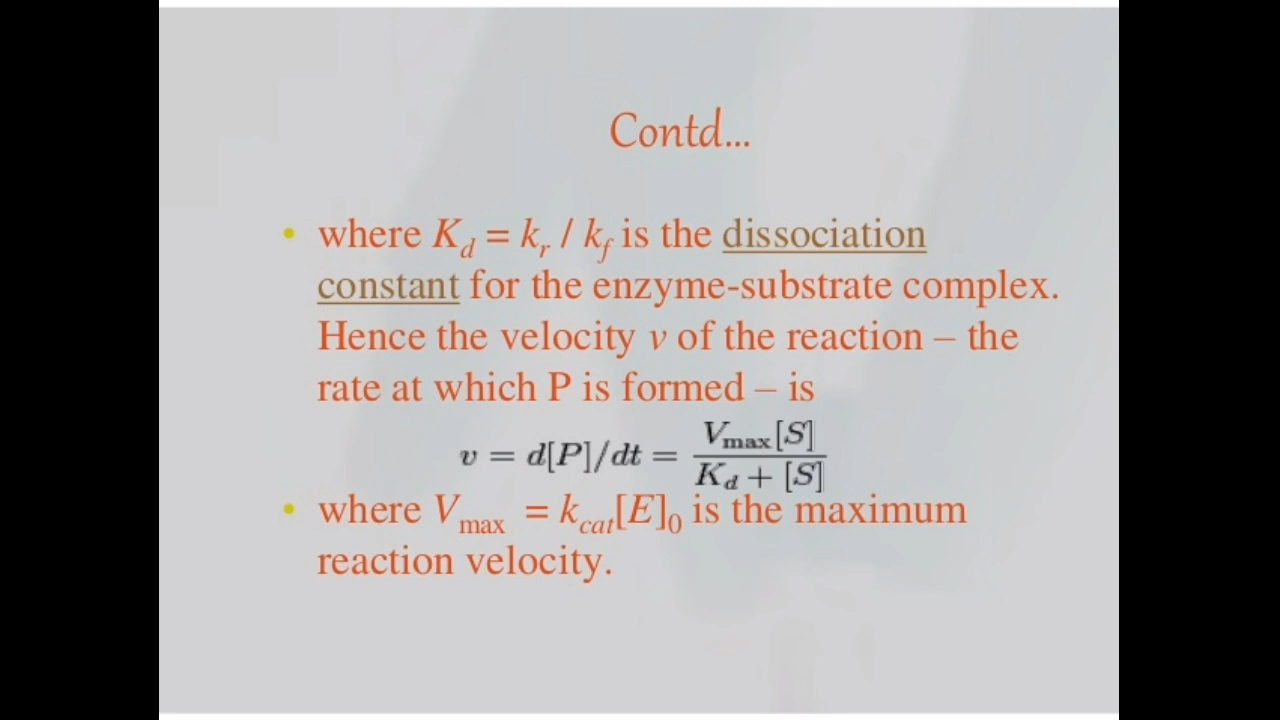 Contd...
• where K_d = k_r / k_f is the dissociation
constant for the enzyme-substrate complex.
Hence the velocity v of the reaction – the
rate at which P is formed – is
v = d[P]/dt = V_max[S] / K_d + [S]
• where V_max = k_cat[E]_0 is the maximum
reaction velocity.